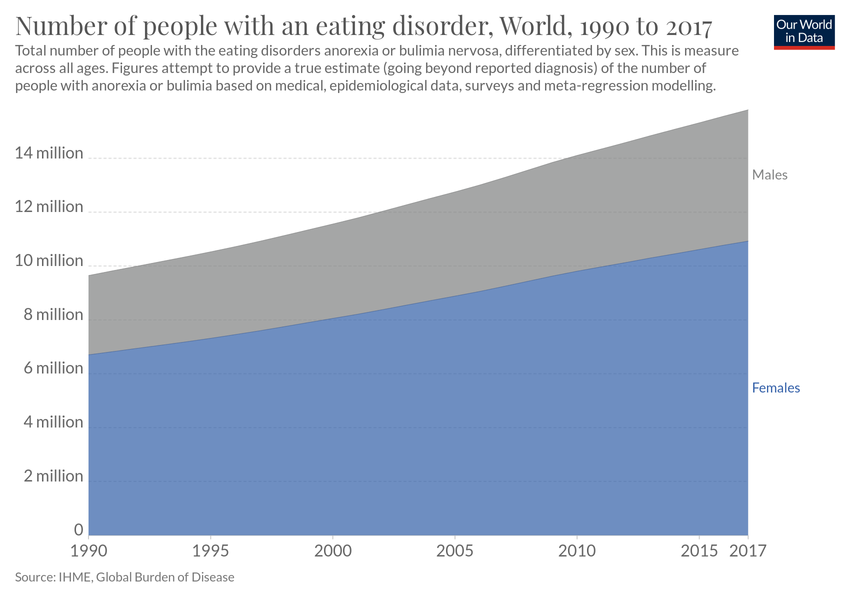 Number of people with an eating disorder, World, 1990 to 2017
Our World
in Data
Total number of people with the eating disorders anorexia or bulimia nervosa, differentiated by sex. This is measure
across all ages. Figures attempt to provide a true estimate (going beyond reported diagnosis) of the number of
people with anorexia or bulimia based on medical, epidemiological data, surveys and meta-regression modelling.
14 million
12 million
10 million
8 million
6 million
4 million
2 million
0
Males
Females
1990 1995 2000 2005 2010 2015 2017
Source: IHME, Global Burden of Disease